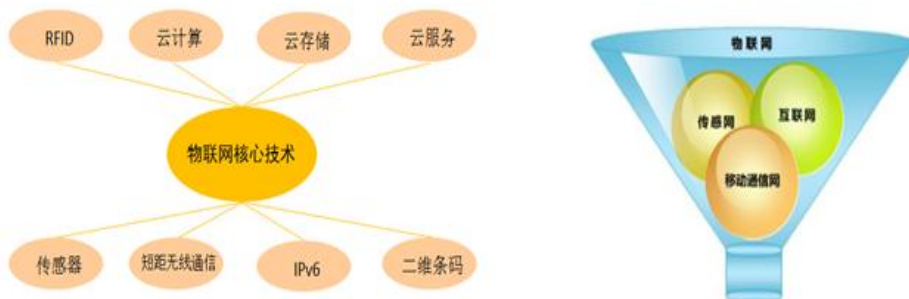 RFID
云计算
云存储
云服务
物联网核心技术
传感器
短距无线通信
IPv6
二维条码
物联网
传感网
互联网
移动通信网